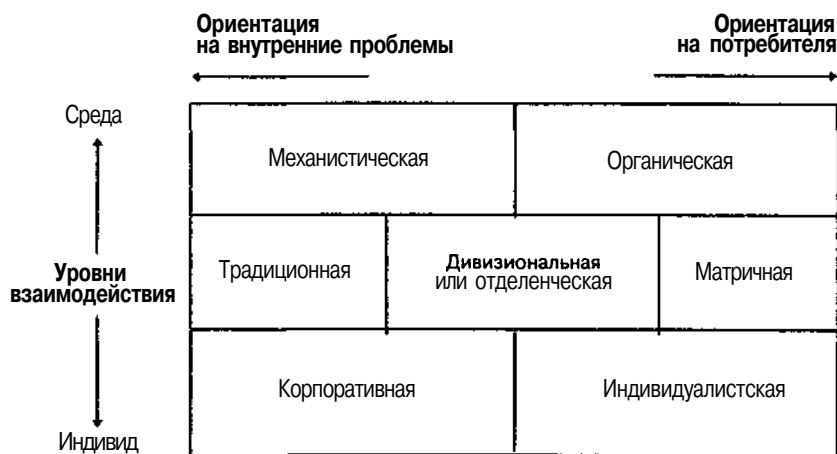 Ориентация
на внутренние проблемы
Ориентация
на потребителя
Среда
Механистическая
Органическая
Уровни
взаимодействия
Традиционная
Дивизиональная
или отделенческая
Матричная
Корпоративная
Индивидуалистская
Индивид